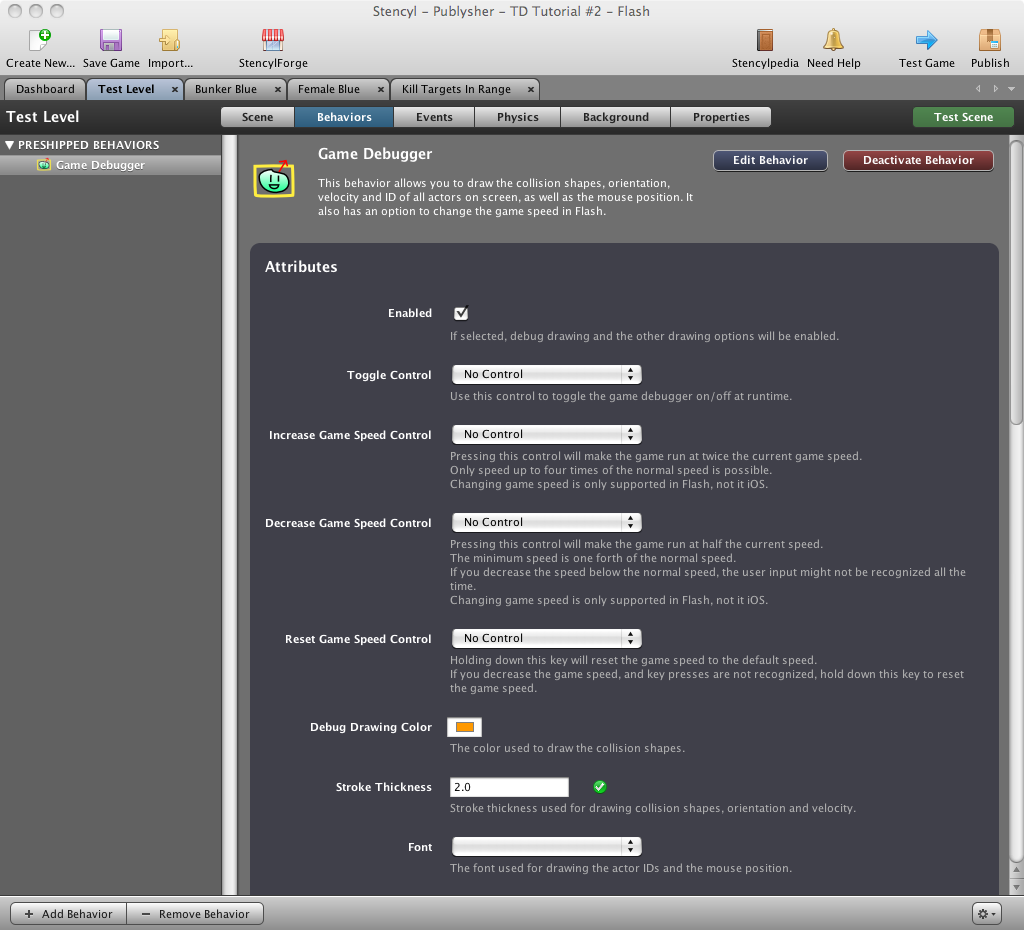 Stencyl - Publysher - TD Tutorial #2 - Flash
Create New... Save Game Import... StencylForge Stencylpedia Need Help Test Game Publish
Dashboard Test Level × Bunker Blue × Female Blue × Kill Targets In Range ×
Test Level Scene Behaviors Events Physics Background Properties Test Scene
PRESHIPPED BEHAVIORS
Game Debugger
Game Debugger
Edit Behavior Deactivate Behavior
This behavior allows you to draw the collision shapes, orientation,
velocity and ID of all actors on screen, as well as the mouse position. It
also has an option to change the game speed in Flash.
Attributes
Enabled
If selected, debug drawing and the other drawing options will be enabled.
Toggle Control No Control
Use this control to toggle the game debugger on/off at runtime.
Increase Game Speed Control No Control
Pressing this control will make the game run at twice the current game speed.
Only speed up to four times of the normal speed is possible.
Changing game speed is only supported in Flash, not it iOS.
Decrease Game Speed Control No Control
Pressing this control will make the game run at half the current speed.
The minimum speed is one forth of the normal speed.
If you decrease the speed below the normal speed, the user input might not be recognized all the
time.
Changing game speed is only supported in Flash, not it iOS.
Reset Game Speed Control No Control
Holding down this key will reset the game speed to the default speed.
If you decrease the game speed, and key presses are not recognized, hold down this key to reset
the game speed.
Debug Drawing Color
The color used to draw the collision shapes.
Stroke Thickness 2.0
Stroke thickness used for drawing collision shapes, orientation and velocity.
Font
The font used for drawing the actor IDs and the mouse position.
+ Add Behavior − Remove Behavior